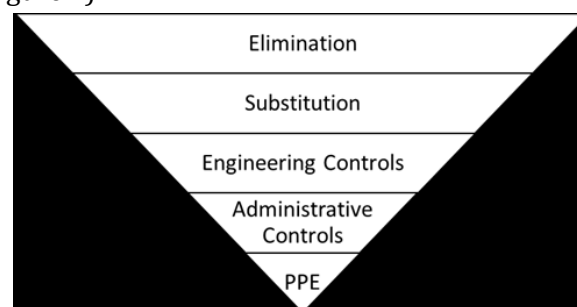 Elimination
Substitution
Engineering Controls
Administrative
Controls
PPE